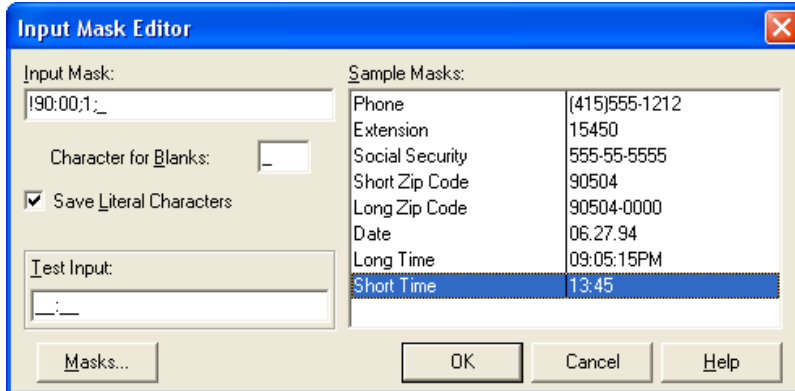 Input Mask Editor
Input Mask:
!90:00;1;_
Character for Blanks: _
Save Literal Characters
Test Input:
__:__
Masks...
Sample Masks:
Phone (415)555-1212
Extension 15450
Social Security 555-55-5555
Short Zip Code 90504
Long Zip Code 90504-0000
Date 06.27.94
Long Time 09:05:15PM
Short Time 13:45
OK Cancel Help